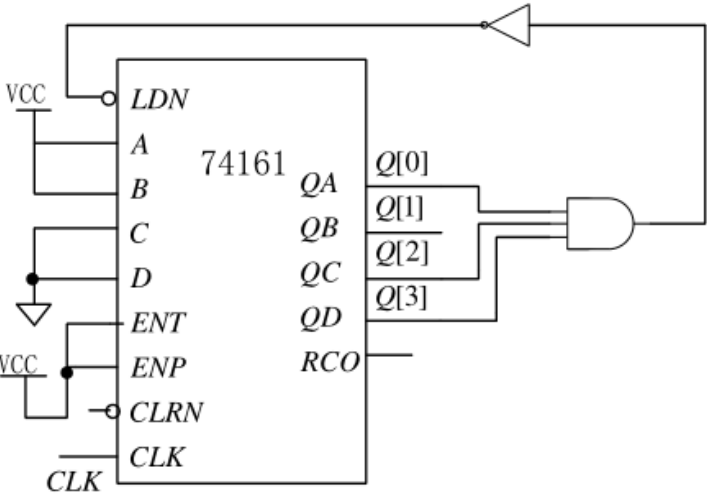 VCC
LDN
A
B
C
D
ENT
ENP
CLRN
CLK
VCC
CLK
74161
QA
QB
QC
QD
RCO
Q[0]
Q[1]
Q[2]
Q[3]